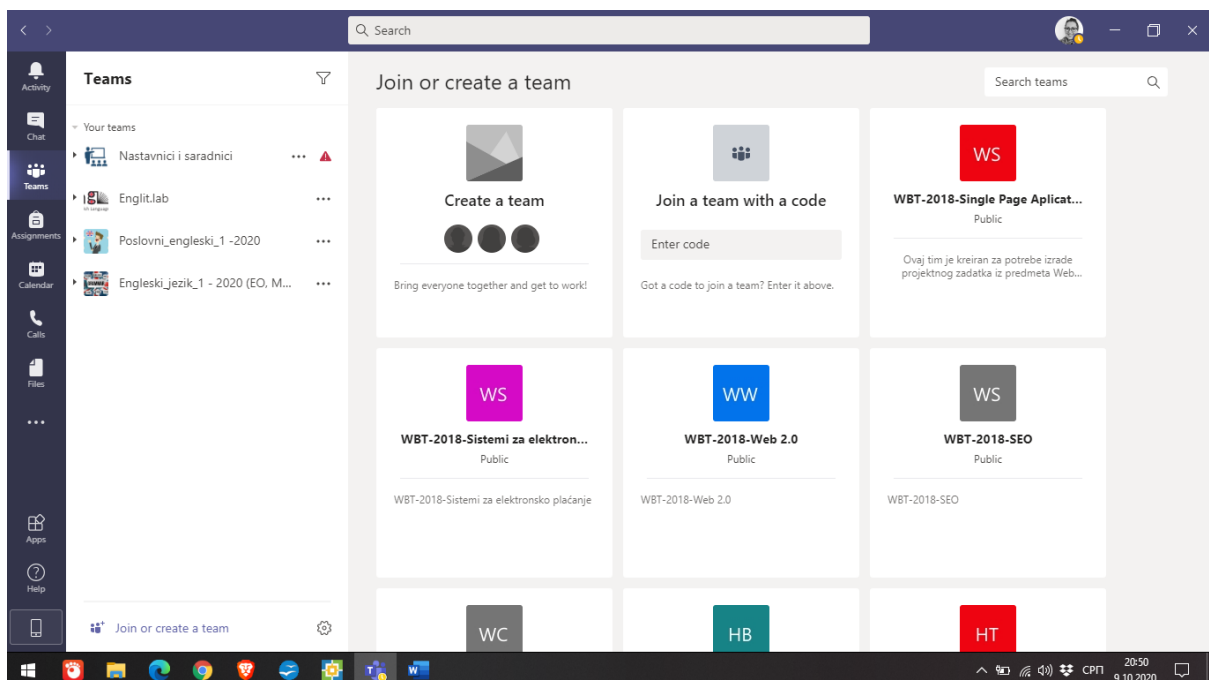 Search
Activity
Chat
Teams
Assignments
Calendar
Calls
Files
Apps
Help
Teams
Your teams
Nastavnici i saradnici
Englit.lab
Poslovni_engleski_1 -2020
Engleski_jezik_1 - 2020 (EO, M...
Join or create a team
Join or create a team
Search teams
Create a team
Bring everyone together and get to work!
Join a team with a code
Enter code
Got a code to join a team? Enter it above.
WS
WBT-2018-Single Page Aplicat...
Public
Ovaj tim je kreiran za potrebe izrade
projektnog zadatka iz predmeta Web...
WS
WBT-2018-Sistemi za elektron...
Public
WBT-2018-Sistemi za elektronsko plaćanje
WW
WBT-2018-Web 2.0
Public
WBT-2018-Web 2.0
WS
WBT-2018-SEO
Public
WBT-2018-SEO
WC
HB
HT
СРП
20:50
9.10.2020